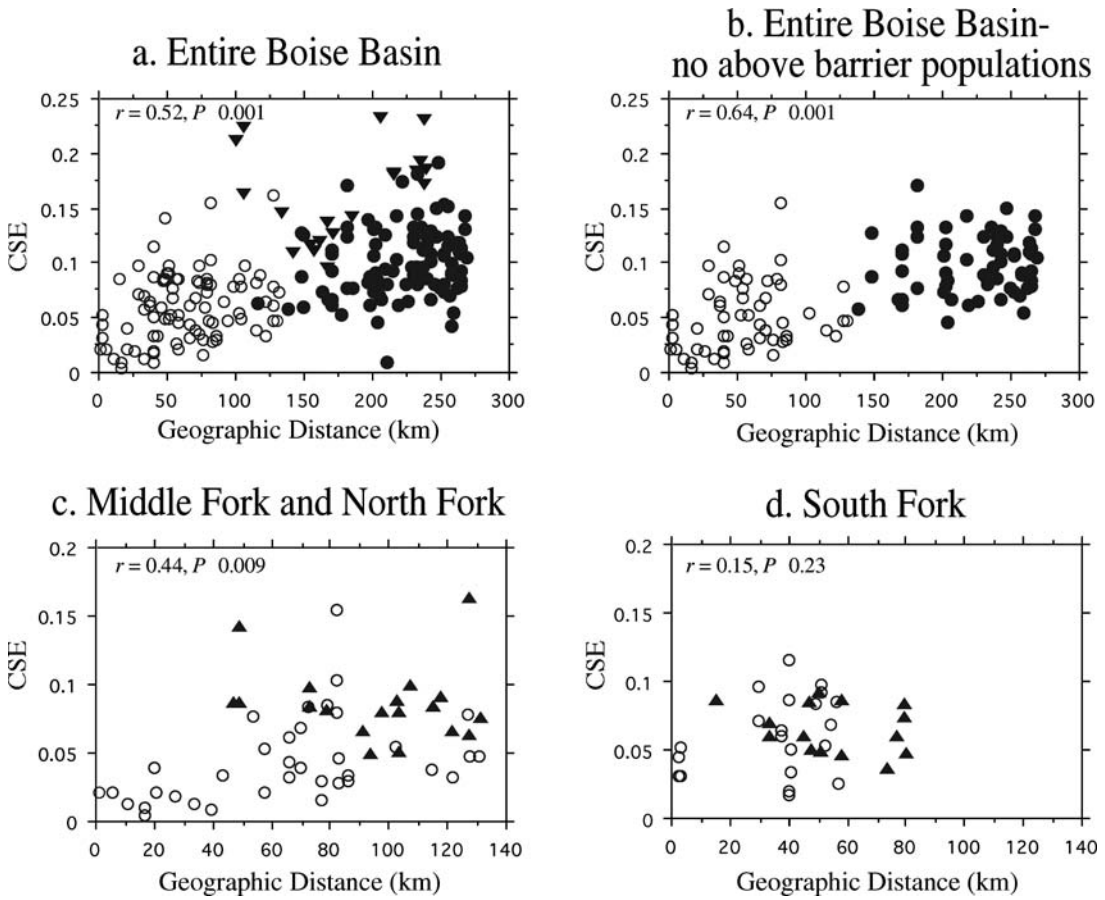 a. Entire Boise Basin
r = 0.52, P 0.001
0.25
0.2
0.15
0.1
0.05
0
CSE
0 50 100 150 200 250 300
Geographic Distance (km)
b. Entire Boise Basin-
no above barrier populations
r = 0.64, P 0.001
0.25
0.2
0.15
0.1
0.05
0
CSE
0 50 100 150 200 250 300
Geographic Distance (km)
c. Middle Fork and North Fork
r = 0.44, P 0.009
0.2
0.15
0.1
0.05
0
CSE
0 20 40 60 80 100 120 140
Geographic Distance (km)
d. South Fork
r = 0.15, P 0.23
0.2
0.15
0.1
0.05
0
CSE
0 20 40 60 80 100 120 140
Geographic Distance (km)